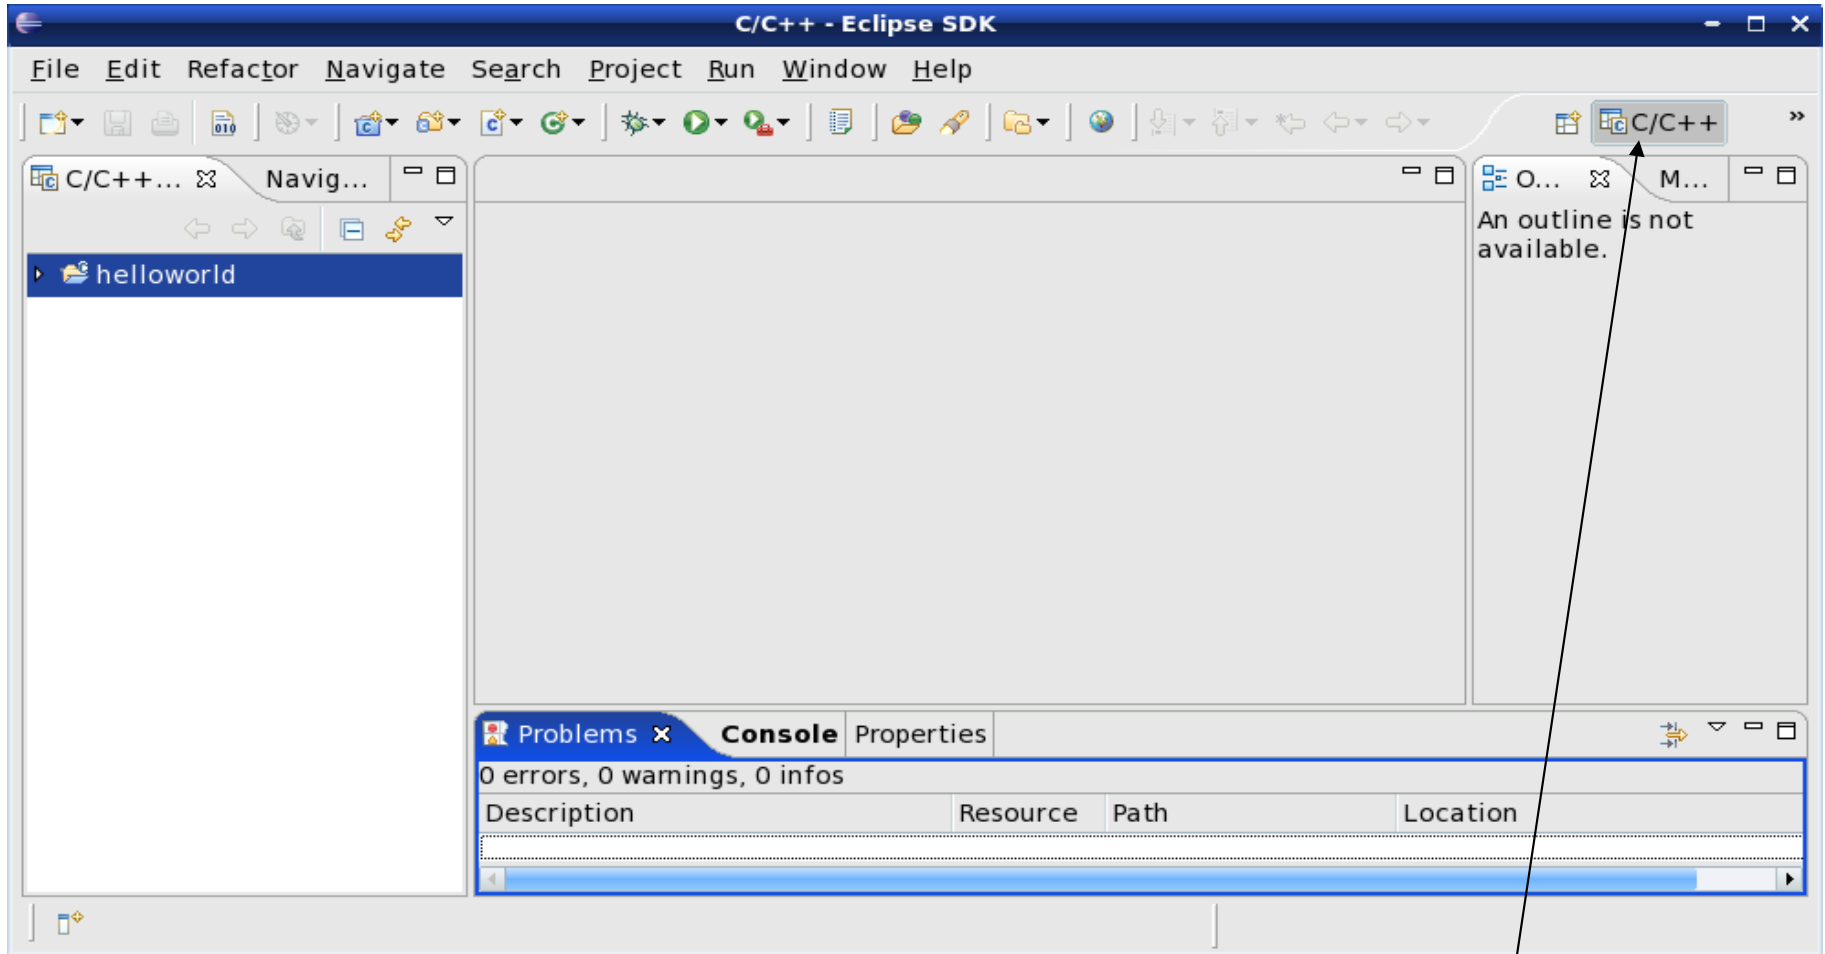 C/C++ - Eclipse SDK
File Edit Refactor Navigate Search Project Run Window Help
C/C++
C/C++... Navig...
O... M...
An outline is not
available.
helloworld
Problems Console Properties
0 errors, 0 warnings, 0 infos
Description Resource Path Location